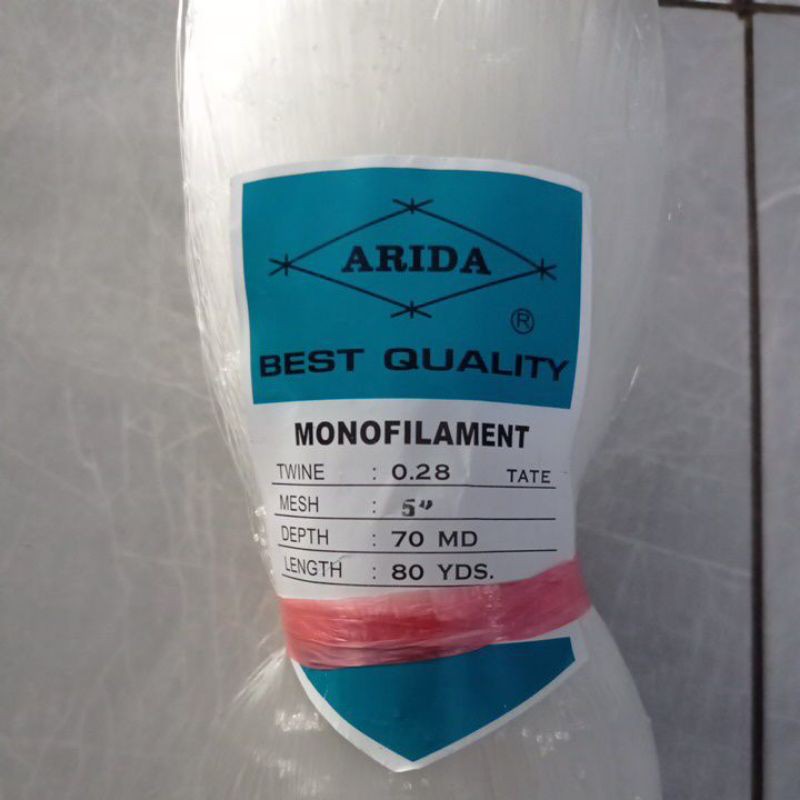 ARIDA
®
BEST QUALITY
MONOFILAMENT
TWINE : 0.28 TATE
MESH : 5"
DEPTH : 70 MD
LENGTH : 80 YDS.